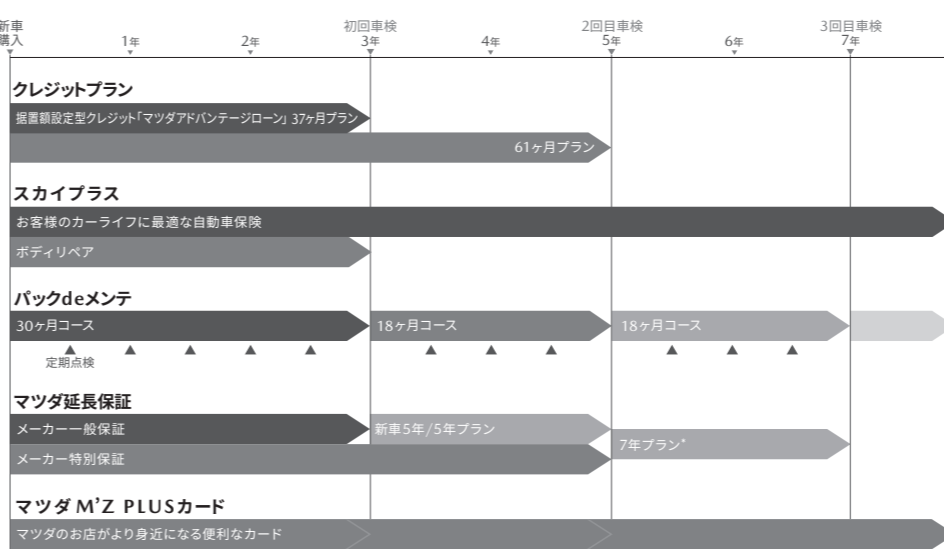 新車 初回車検 2回目車検 3回目車検
購入 1年 2年 3年 4年 5年 6年 7年
クレジットプラン
据置額設定型クレジット「マツダアドバンテージローン」 37ヶ月プラン
61ヶ月プラン
スカイプラス
お客様のカーライフに最適な自動車保険
ボディリペア
パックdeメンテ
30ヶ月コース 18ヶ月コース 18ヶ月コース
定期点検
マツダ延長保証
メーカー一般保証 新車5年/5年プラン
7年プラン*
メーカー特別保証
マツダ M'Z PLUSカード
マツダのお店がより身近になる便利なカード